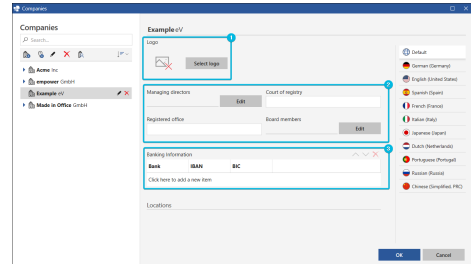 Companies
Companies
Search...
Acme Inc
empower GmbH
Example eV
Made in Office GmbH
Example eV
Logo
1
Select logo
2
Managing directors
Edit
Court of registry
Registered office
Board members
Edit
3
Banking Information
Bank IBAN BIC
Click here to add a new item
Locations
Default
German (Germany)
English (United States)
Spanish (Spain)
French (France)
Italian (Italy)
Japanese (Japan)
Dutch (Netherlands)
Portuguese (Portugal)
Russian (Russia)
Chinese (Simplified, PRC)
OK Cancel